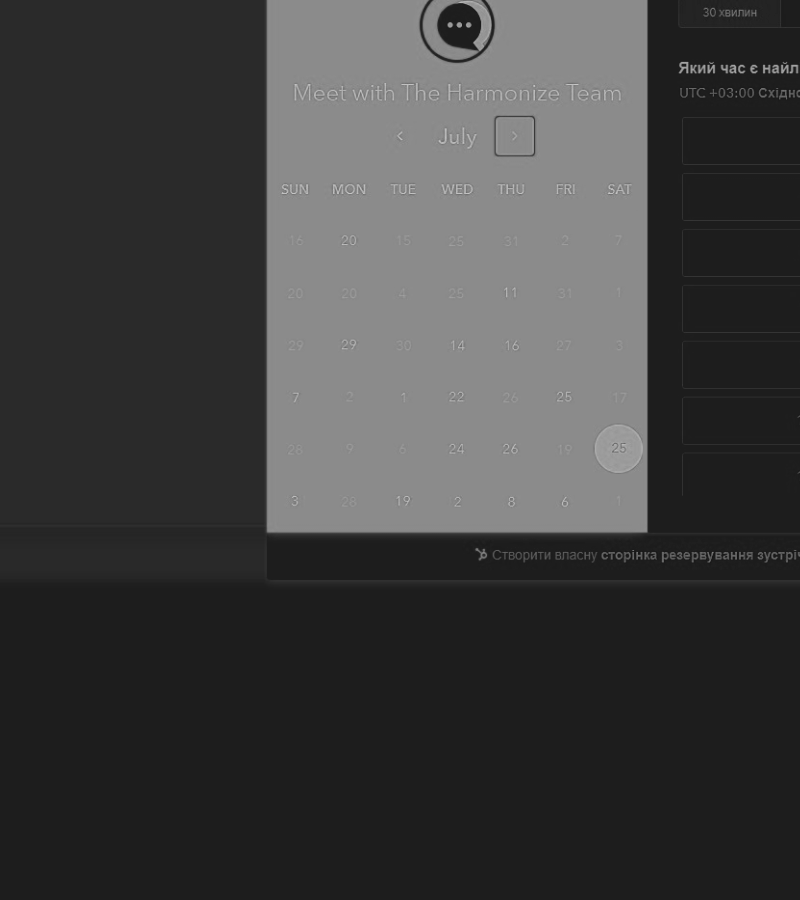 30 хвилин
Meet with The Harmonize Team
Який час є найл
July
UTC +03:00 Східно
SUN MON TUE WED THU FRI SAT
16 20 15 25 31 2 7
20 20 4 25 11 31 1
29 29 30 14 16 27 3
7 2 1 22 26 25 17
28 9 6 24 26 19 25
3 28 19 2 8 6 1
Створити власну сторінка резервування зустріч